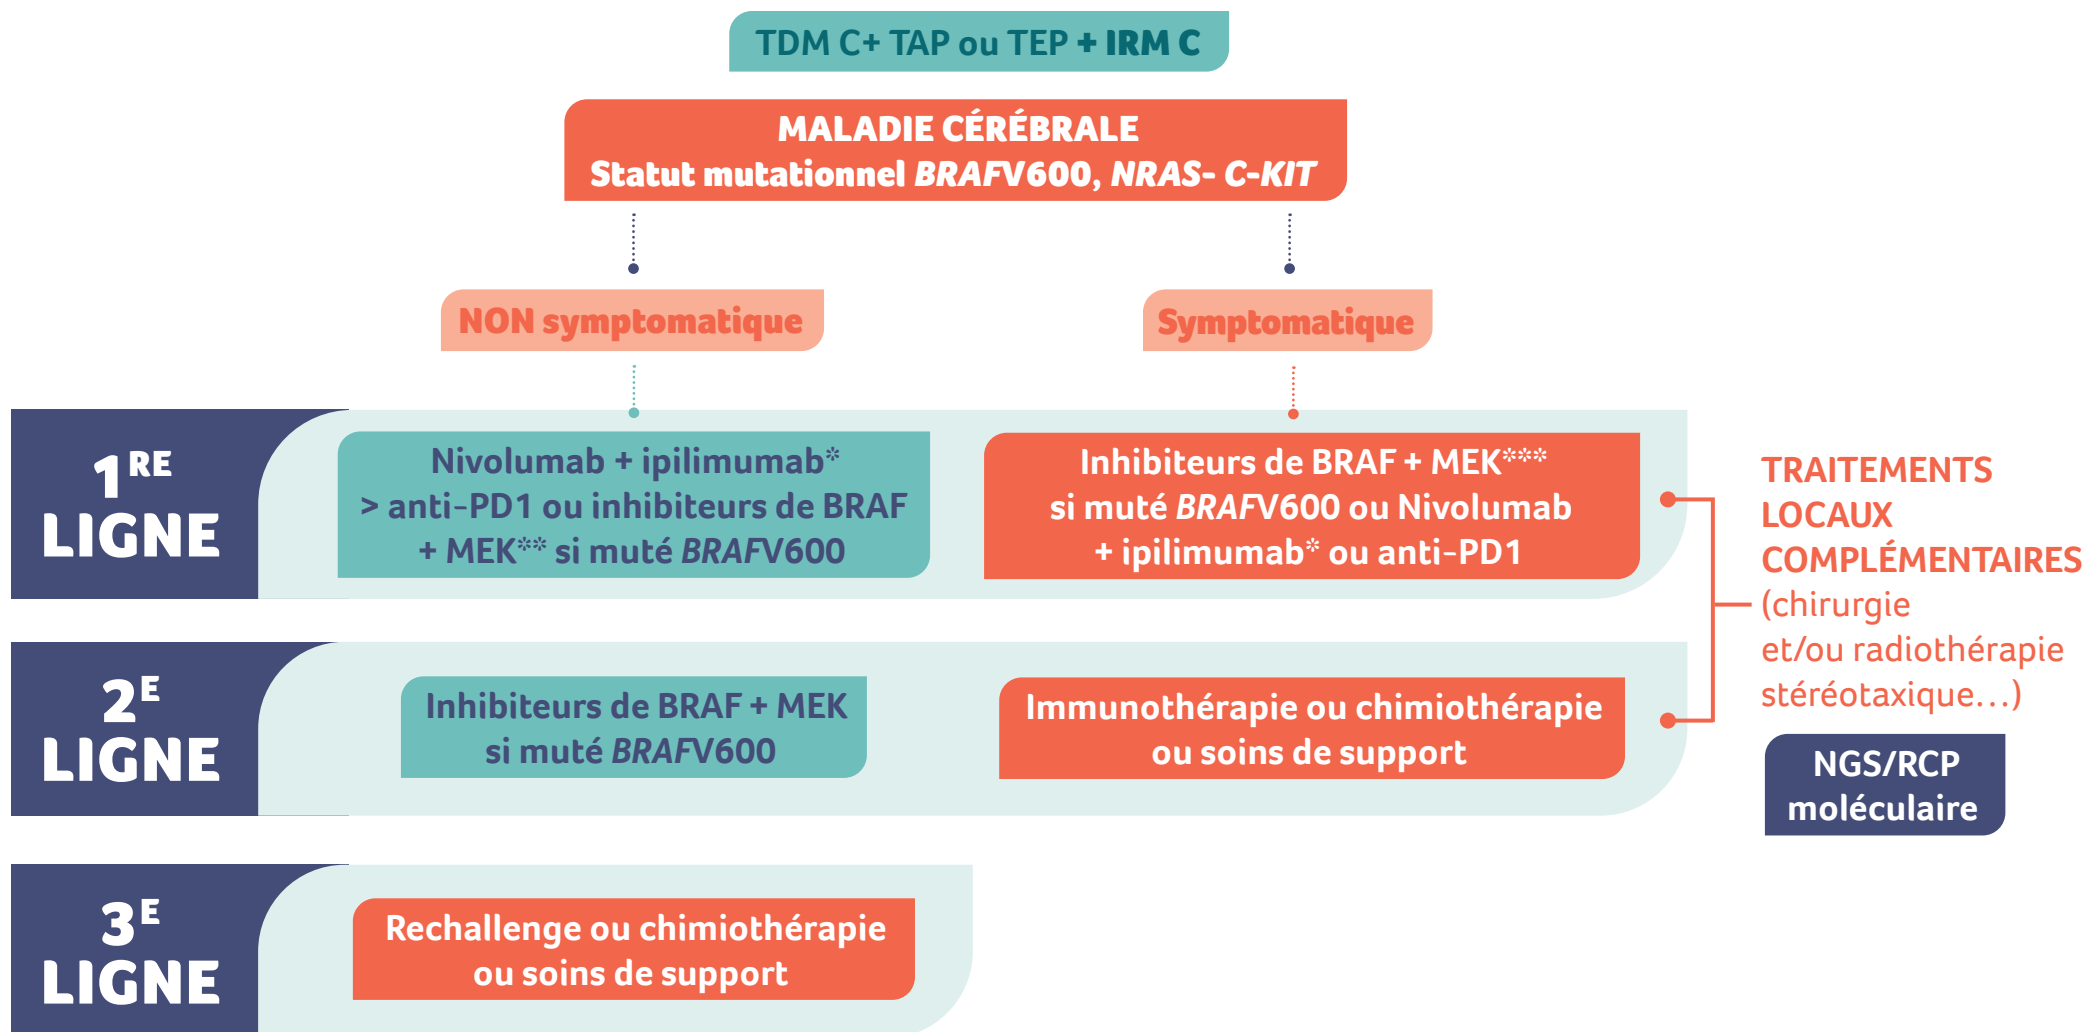 TDM C+ TAP ou TEP + IRM C
MALADIE CÉRÉBRALE
Statut mutationnel BRAFV600, NRAS- C-KIT
NON symptomatique
Symptomatique
1RE
LIGNE
Nivolumab + ipilimumab*
> anti-PD1 ou inhibiteurs de BRAF
+ MEK** si muté BRAFV600
Inhibiteurs de BRAF + MEK***
si muté BRAFV600 ou Nivolumab
+ ipilimumab* ou anti-PD1
TRAITEMENTS
LOCAUX
COMPLÉMENTAIRES
(chirurgie
et/ou radiothérapie
stéréotaxique…)
2E
LIGNE
Inhibiteurs de BRAF + MEK
si muté BRAFV600
Immunothérapie ou chimiothérapie
ou soins de support
NGS/RCP
moléculaire
3E
LIGNE
Rechallenge ou chimiothérapie
ou soins de support